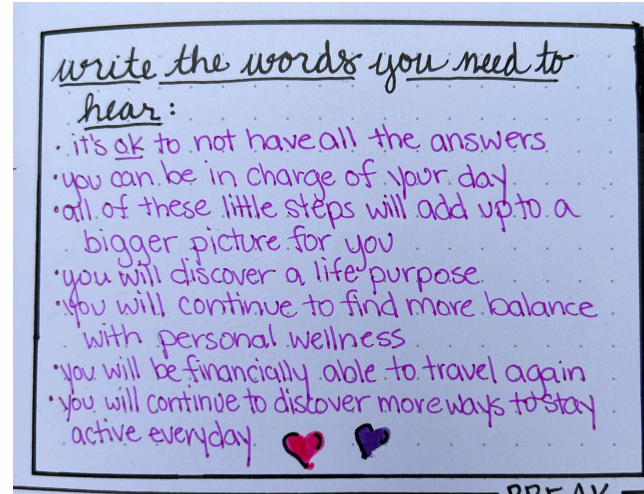 write the words you need to
hear:
• it's ok to not have all the answers
• you can be in charge of your day
• all of these little steps will add up to a
bigger picture for you
• you will discover a life purpose
• you will continue to find more balance
with personal wellness
• you will be financially able to travel again
• you will continue to discover more ways to stay
active everyday
BREAK